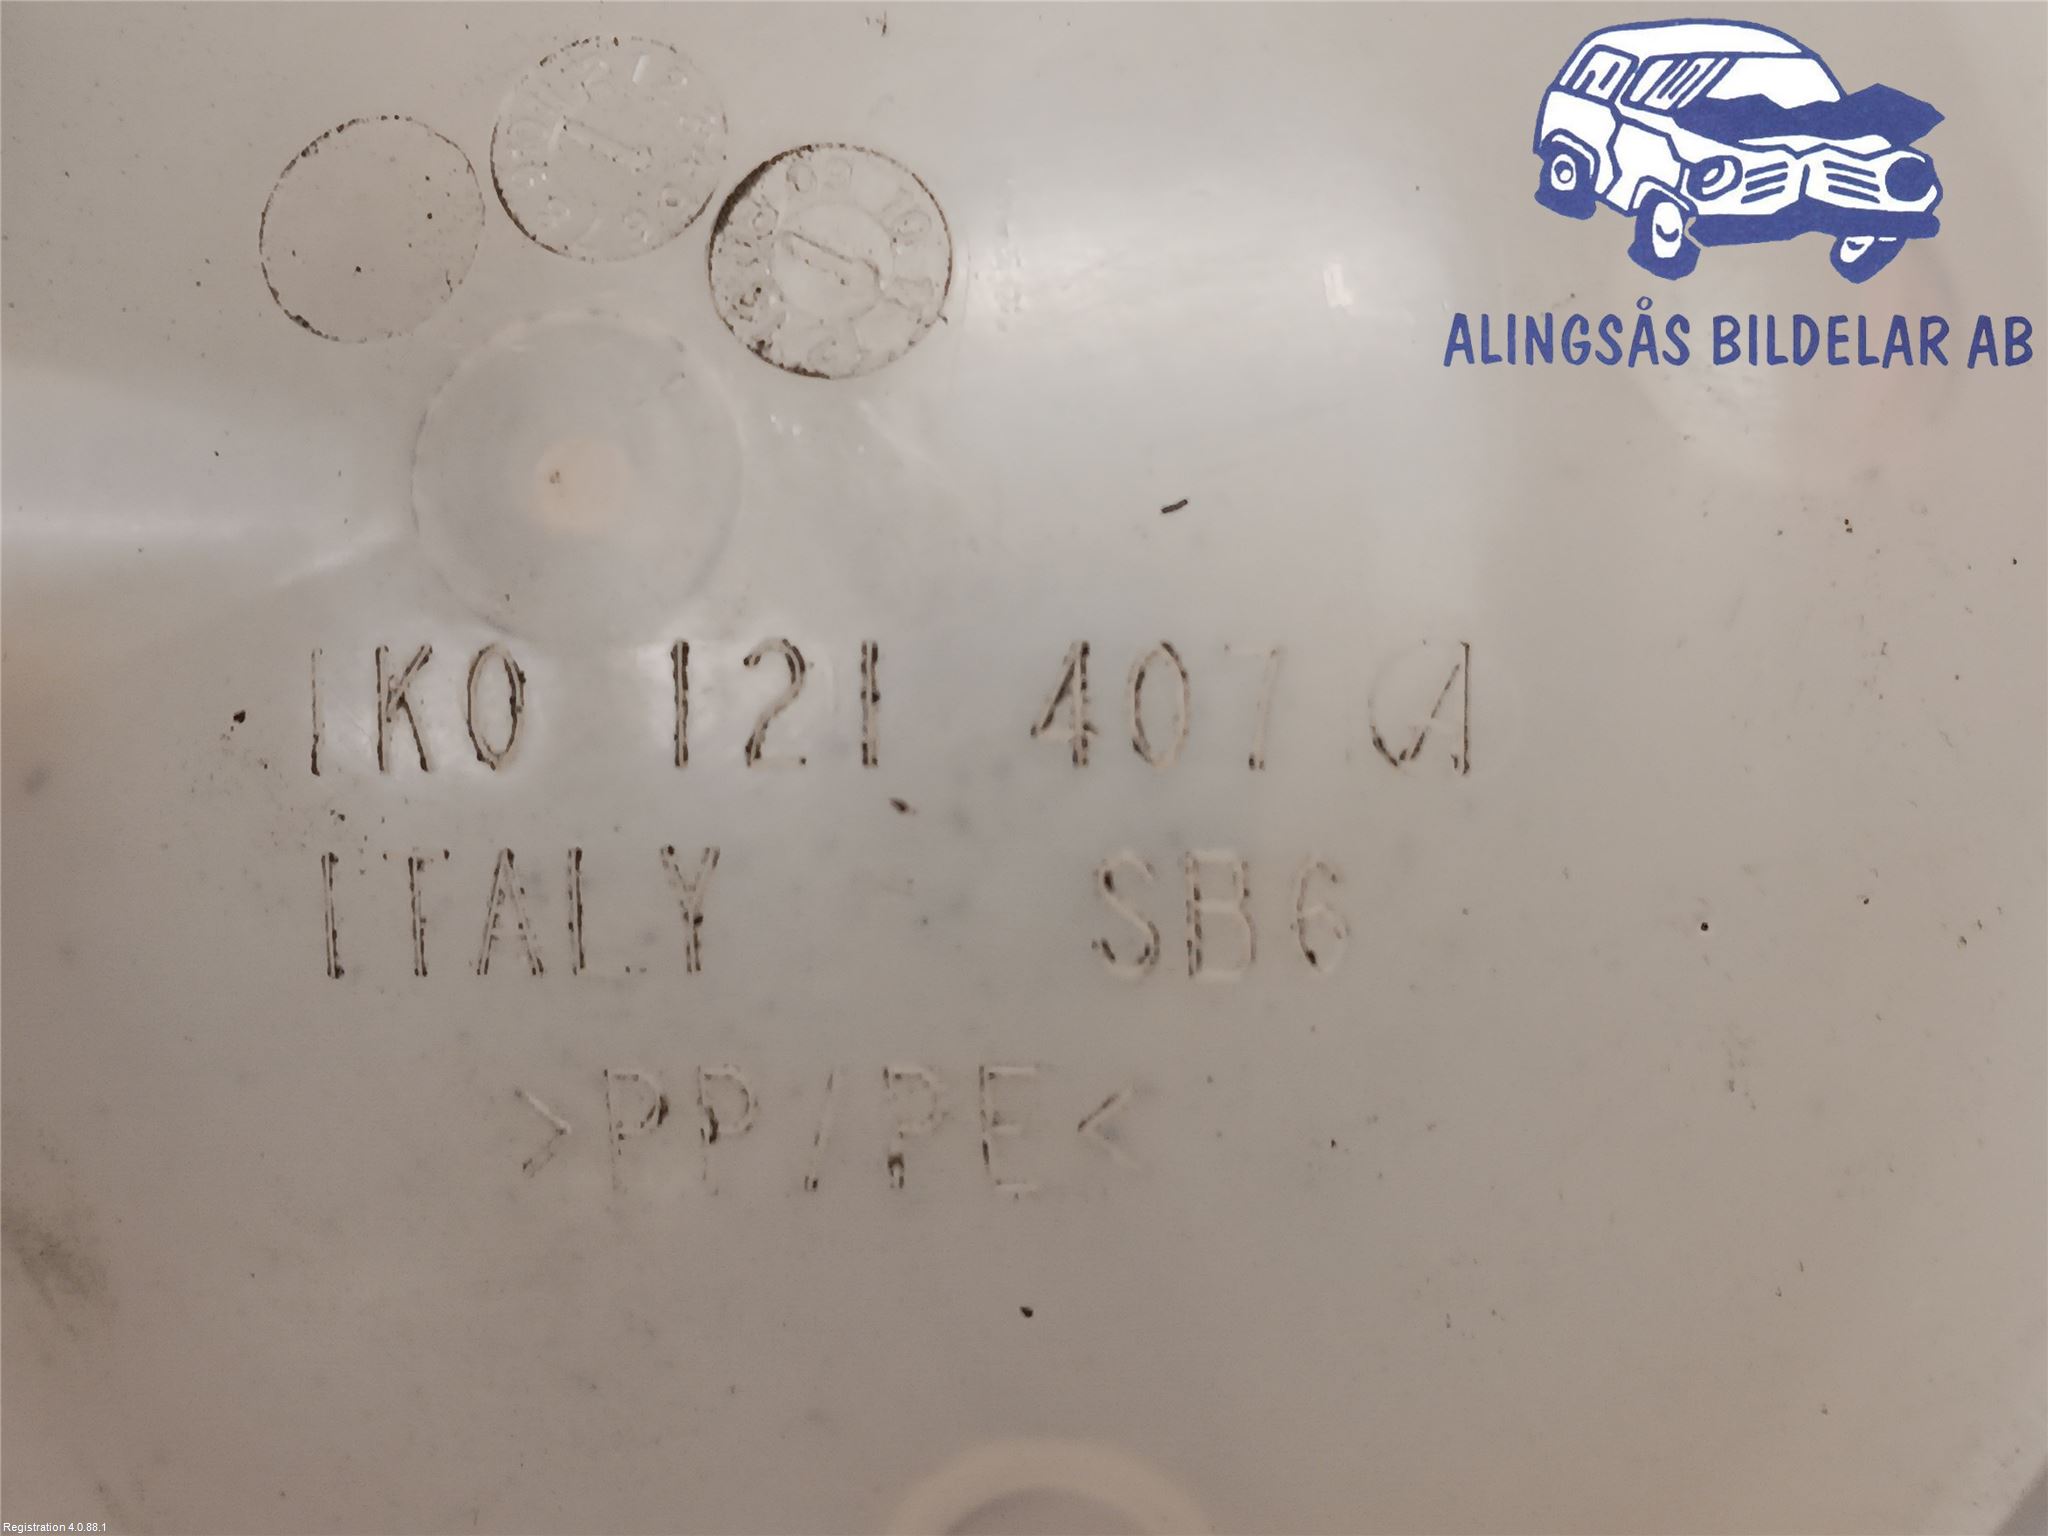 ALINGSÅS BILDELAR AB
1K0 121 407 A
ITALY SB6
>PP/PE<
Registration 4.0.88.1